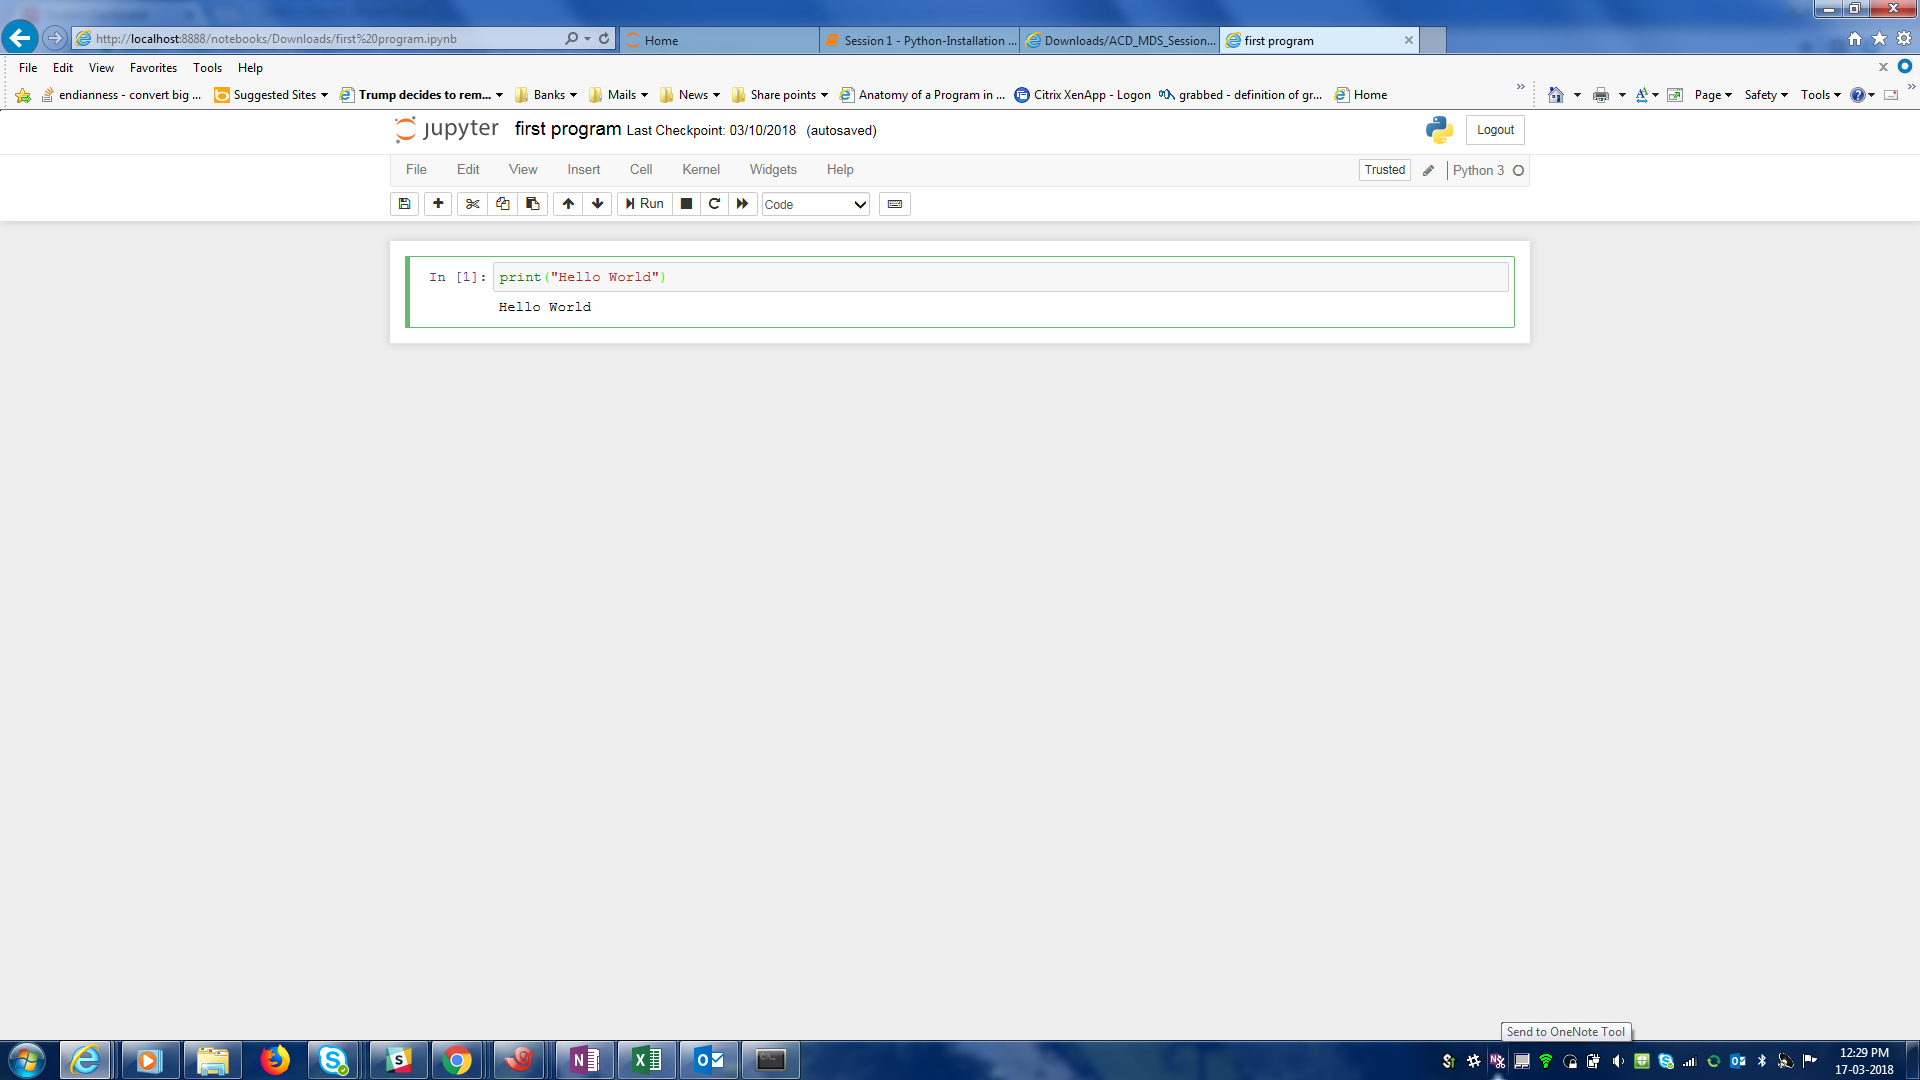 http://localhost:8888/notebooks/Downloads/first%20program.ipynb
Home
Session 1 - Python-Installation ...
Downloads/ACD_MDS_Session...
first program
File Edit View Favorites Tools Help
endianness - convert big ...
Suggested Sites
Trump decides to rem...
Banks
Mails
News
Share points
Anatomy of a Program in ...
Citrix XenApp - Logon
grabbed - definition of gr...
Home
Page
Safety
Tools
jupyter first program Last Checkpoint: 03/10/2018 (autosaved)
Logout
File Edit View Insert Cell Kernel Widgets Help
Trusted
Python 3
Run
Code
In [1]: print("Hello World")
Hello World
Send to OneNote Tool
12:29 PM
17-03-2018